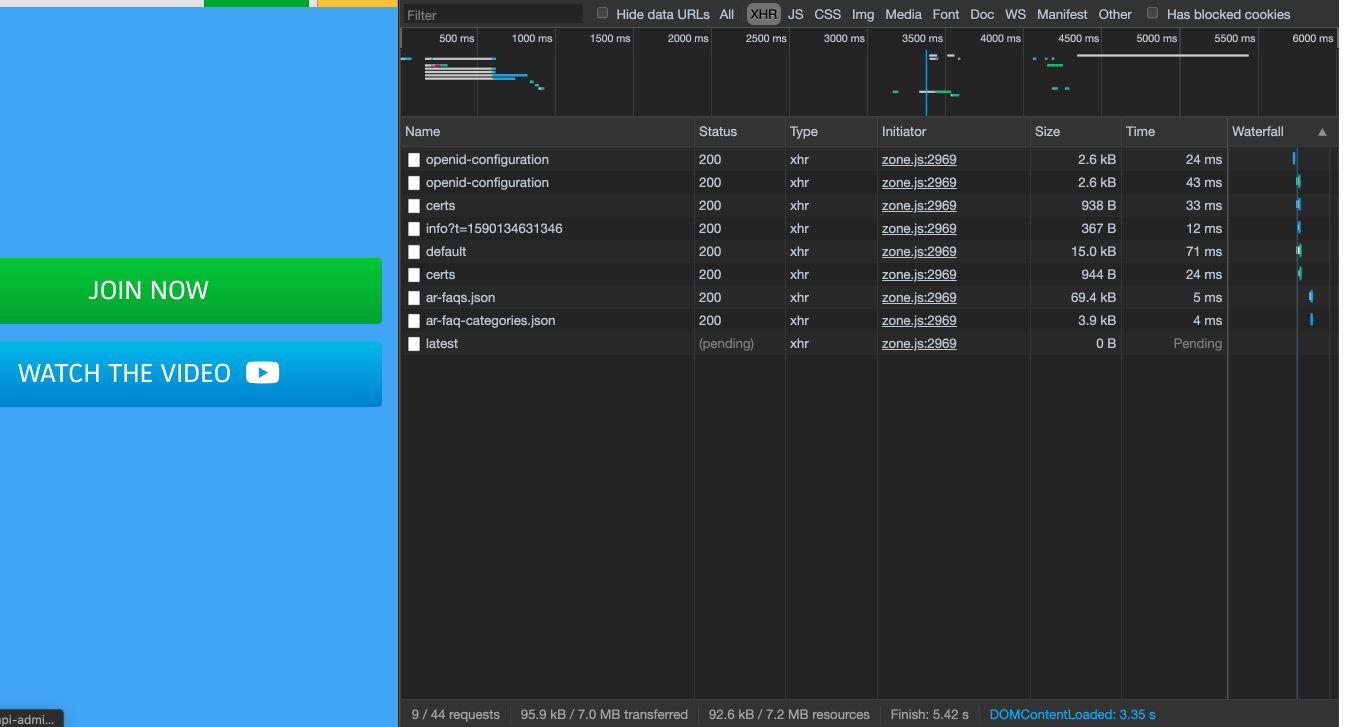 Filter Hide data URLs All XHR JS CSS Img Media Font Doc WS Manifest Other Has blocked cookies
500 ms 1000 ms 1500 ms 2000 ms 2500 ms 3000 ms 3500 ms 4000 ms 4500 ms 5000 ms 5500 ms 6000 ms
Name Status Type Initiator Size Time Waterfall ▲
openid-configuration 200 xhr zone.js:2969 2.6 kB 24 ms
openid-configuration 200 xhr zone.js:2969 2.6 kB 43 ms
certs 200 xhr zone.js:2969 938 B 33 ms
info?t=1590134631346 200 xhr zone.js:2969 367 B 12 ms
default 200 xhr zone.js:2969 15.0 kB 71 ms
certs 200 xhr zone.js:2969 944 B 24 ms
ar-faqs.json 200 xhr zone.js:2969 69.4 kB 5 ms
ar-faq-categories.json 200 xhr zone.js:2969 3.9 kB 4 ms
latest (pending) xhr zone.js:2969 0 B Pending
JOIN NOW
WATCH THE VIDEO
pi-admi...
9 / 44 requests 95.9 kB / 7.0 MB transferred 92.6 kB / 7.2 MB resources Finish: 5.42 s DOMContentLoaded: 3.35 s